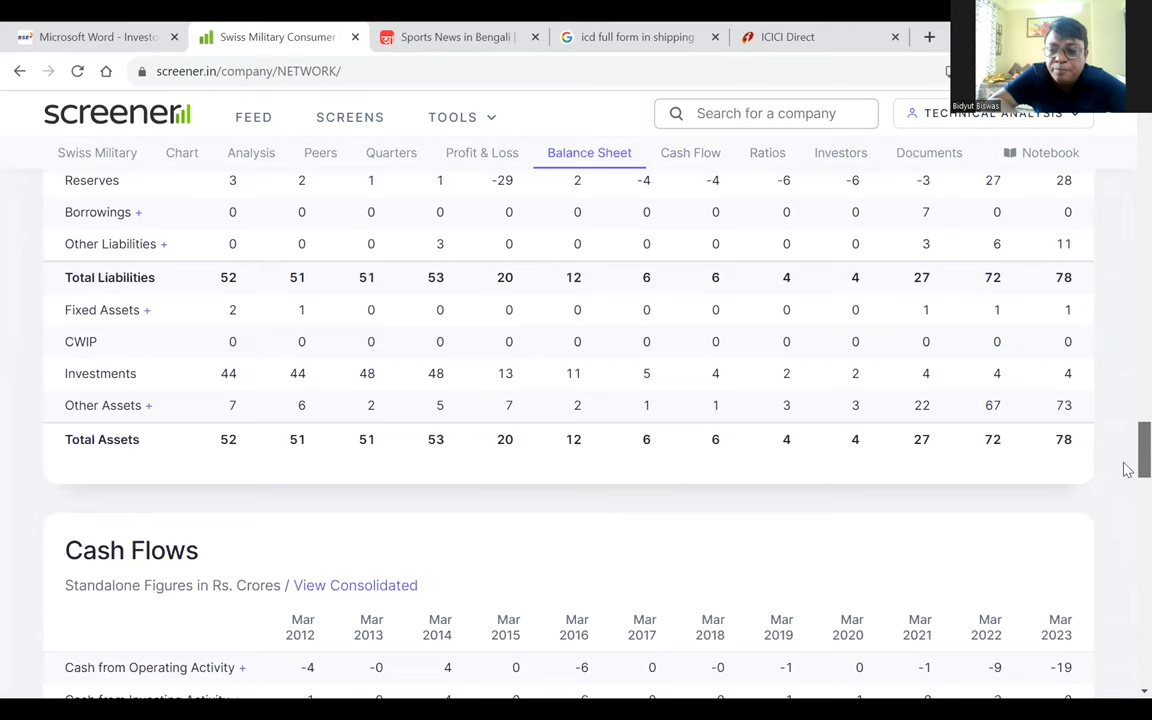 Microsoft Word - Investo
Swiss Military Consumer
Sports News in Bengali |
icd full form in shipping
ICICI Direct
screener.in/company/NETWORK/
Bidyut Biswas
screener
FEED
SCREENS
TOOLS
Search for a company
TECHNICAL ANALYSIS
Swiss Military Chart Analysis Peers Quarters Profit & Loss Balance Sheet Cash Flow Ratios Investors Documents Notebook
Reserves 3 2 1 1 -29 2 -4 -4 -6 -6 -3 27 28
Borrowings + 0 0 0 0 0 0 0 0 0 0 7 0 0
Other Liabilities + 0 0 0 3 0 0 0 0 0 0 3 6 11
Total Liabilities 52 51 51 53 20 12 6 6 4 4 27 72 78
Fixed Assets + 2 1 0 0 0 0 0 0 0 0 1 1 1
CWIP 0 0 0 0 0 0 0 0 0 0 0 0 0
Investments 44 44 48 48 13 11 5 4 2 2 4 4 4
Other Assets + 7 6 2 5 7 2 1 1 3 3 22 67 73
Total Assets 52 51 51 53 20 12 6 6 4 4 27 72 78
Cash Flows
Standalone Figures in Rs. Crores / View Consolidated
Mar Mar Mar Mar Mar Mar Mar Mar Mar Mar Mar Mar
2012 2013 2014 2015 2016 2017 2018 2019 2020 2021 2022 2023
Cash from Operating Activity + -4 -0 4 0 -6 0 -0 -1 0 -1 -9 -19